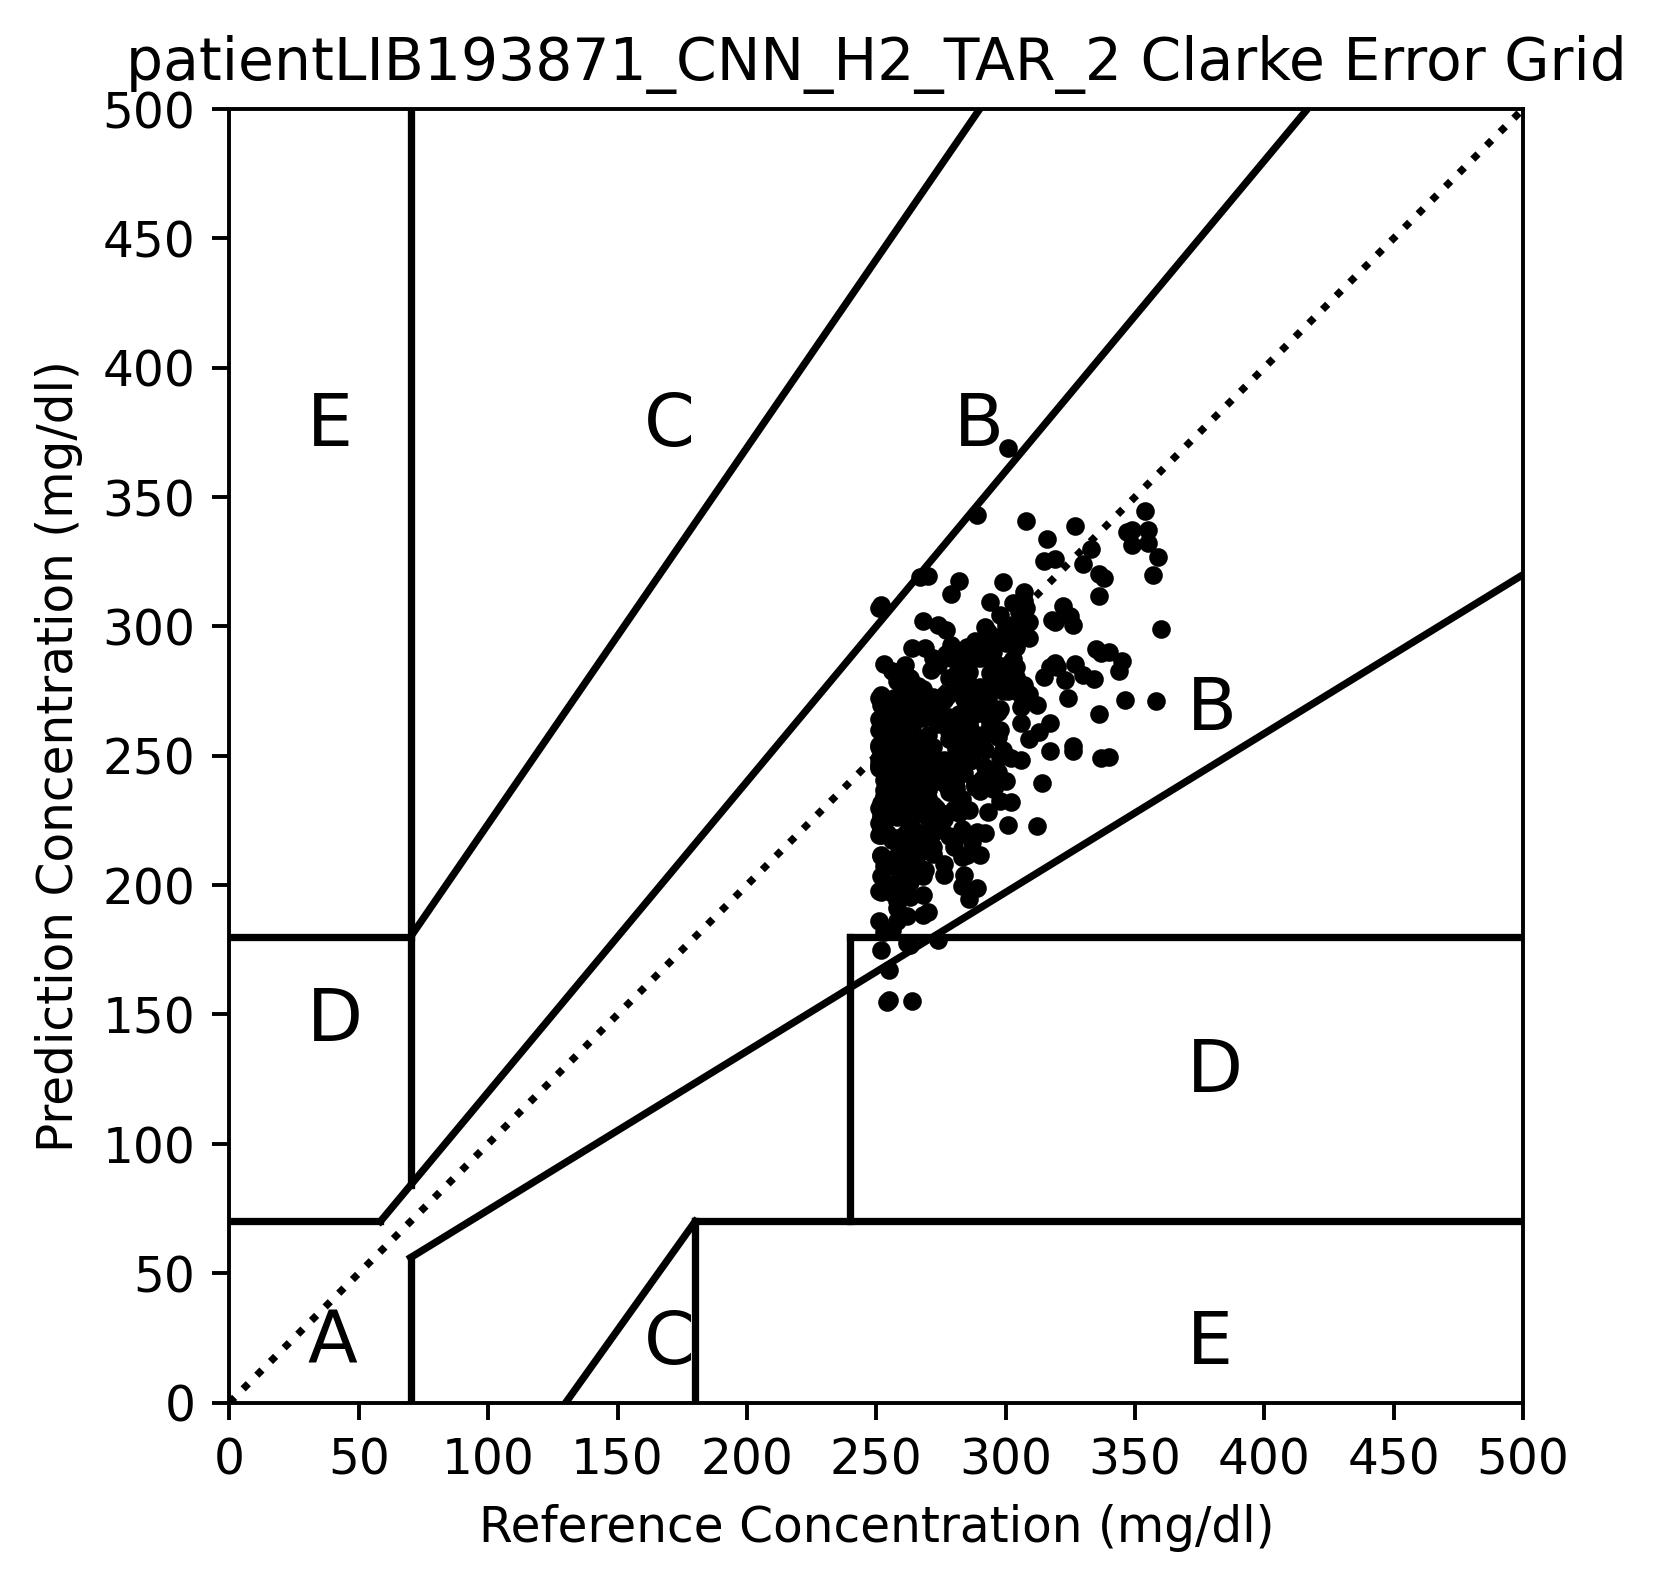 patientLIB193871_CNN_H2_TAR_2 Clarke Error Grid
Prediction Concentration (mg/dl)
500
450
400
350
300
250
200
150
100
50
0
E
C
B
B
D
D
A
C
E
0 50 100 150 200 250 300 350 400 450 500
Reference Concentration (mg/dl)